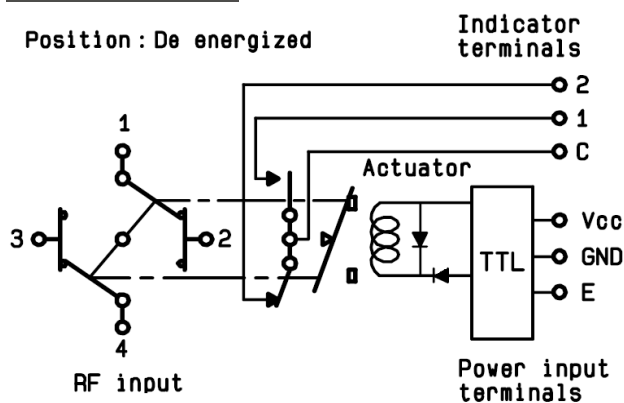 Position : De energized
Indicator
terminals
2
1
C
1
Actuator
3
2
Vcc
GND
E
TTL
4
RF input
Power input
terminals